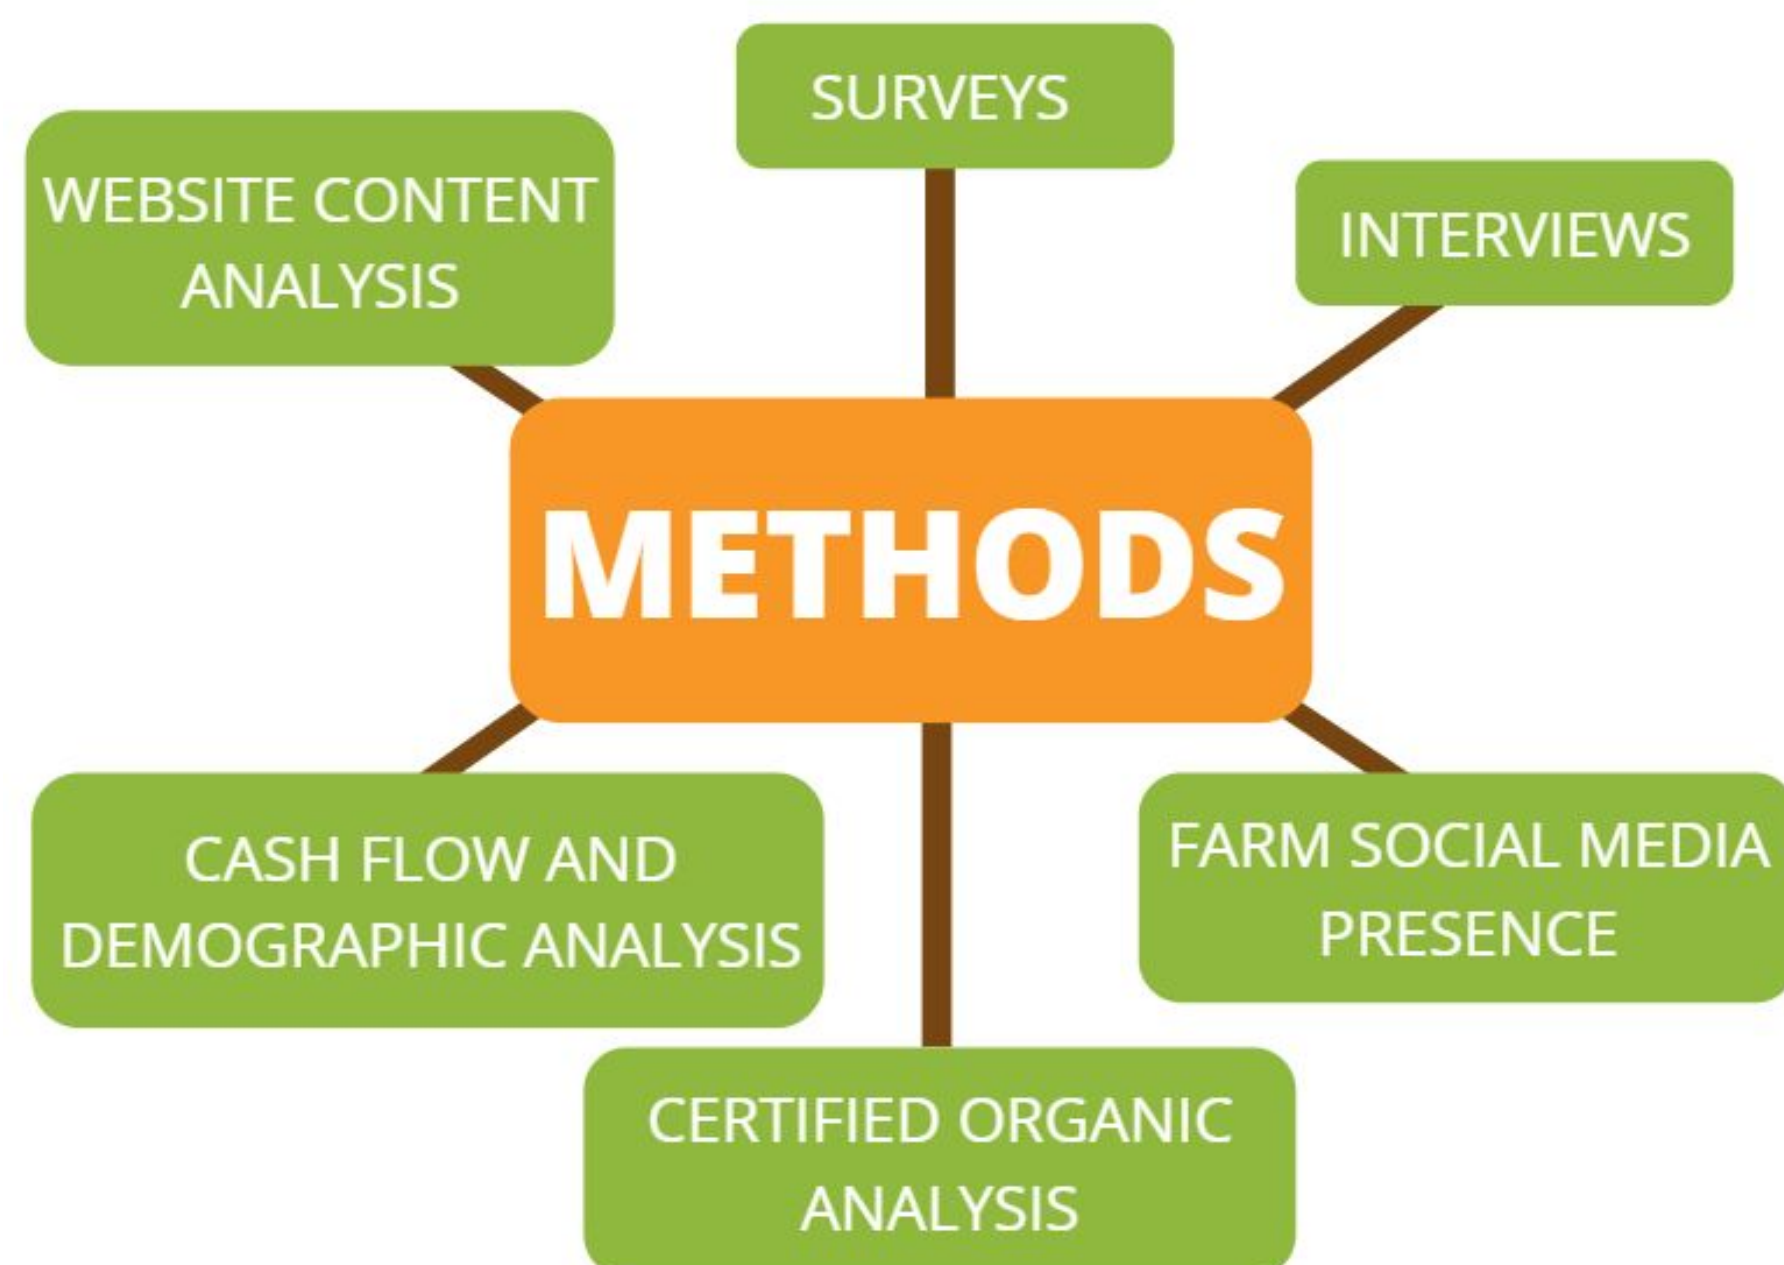 SURVEYS
WEBSITE CONTENT
ANALYSIS
INTERVIEWS
METHODS
CASH FLOW AND
DEMOGRAPHIC ANALYSIS
FARM SOCIAL MEDIA
PRESENCE
CERTIFIED ORGANIC
ANALYSIS